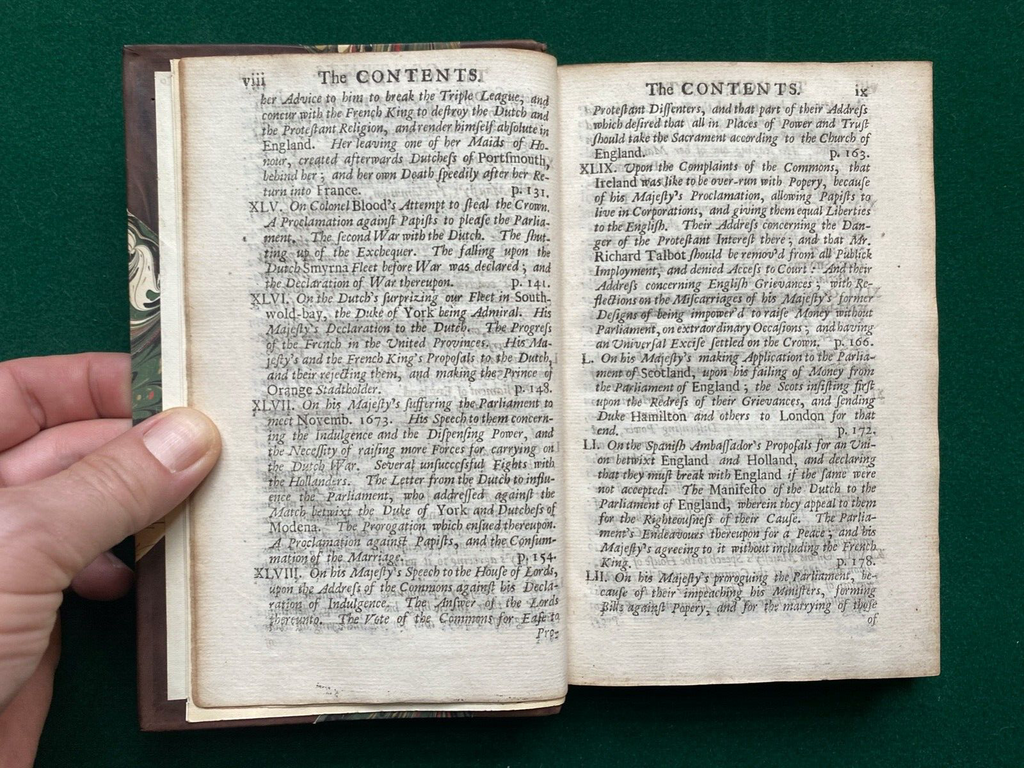 viii The CONTENTS.
her Advice to him to break the Triple League, and
concur with the French King to deſtroy the Dutch and
the Proteſtant Religion, and render himſelf abſolute in
England. Her leaving one of her Maids of Ho-
nour, created afterwards Dutcheſs of Portſmouth,
behind her; and her own Death ſpeedily after her Re-
turn into France. p. 131.
XLV. On Colonel Blood's Attempt to ſteal the Crown.
A Proclamation againſt Papiſts to pleaſe the Parlia-
ment. The ſecond War with the Dutch. The ſhut-
ting up of the Exchequer. The falling upon the
Dutch Smyrna Fleet before War was declared; and
the Declaration of War thereupon. p. 141.
XLVI. On the Dutch's ſurprizing our Fleet in South-
wold-bay, the Duke of York being Admiral. His
Majeſty's Declaration to the Dutch. The Progreſs
of the French in the United Provinces. His Ma-
jeſty's and the French King's Propoſals to the Dutch,
and their rejecting them, and making the Prince of
Orange Stadtholder. p. 148.
XLVII. On his Majeſty's ſuffering the Parliament to
meet Novemb. 1673. His Speech to them concern-
ing the Indulgence and the Diſpenſing Power, and
the Neceſſity of raiſing more Forces for carrying on
the Dutch War. Several unſucceſsful Fights with
the Hollanders. The Letter from the Dutch to influ-
ence the Parliament, who addreſſed againſt the
Match betwixt the Duke of York and Dutcheſs of
Modena. The Prorogation which enſued thereupon.
A Proclamation againſt Papiſts, and the Conſum-
mation of the Marriage. p. 154.
XLVIII. On his Majeſty's Speech to the Houſe of Lords,
upon the Addreſs of the Commons againſt his Decla-
ration of Indulgence. The Anſwer of the Lords
thereunto. The Vote of the Commons for Eaſe to
Pro-
The CONTENTS. ix
Proteſtant Diſſenters, and that part of their Addreſs
which deſired that all in Places of Power and Truſt
ſhould take the Sacrament according to the Church of
England. p. 163.
XLIX. Upon the Complaints of the Commons, that
Ireland was like to be over-run with Popery, becauſe
of his Majeſty's Proclamation, allowing Papiſts to
live in Corporations, and giving them equal Liberties
to the Engliſh. Their Addreſs concerning the Dan-
ger of the Proteſtant Intereſt there; and that Mr.
Richard Talbot ſhould be remov'd from all Publick
Imployment, and denied Acceſs to Court: And their
Addreſs concerning Engliſh Grievances; with Re-
flections on the Miſcarriages of his Majeſty's former
Deſigns of being impower'd to raiſe Money without
Parliament, on extraordinary Occaſions; and having
an Univerſal Exciſe ſettled on the Crown. p. 166.
L. On his Majeſty's making Application to the Parlia-
ment of Scotland, upon his failing of Money from
the Parliament of England; the Scots inſiſting firſt
upon the Redreſs of their Grievances, and ſending
Duke Hamilton and others to London for that
end. p. 172.
LI. On the Spaniſh Ambaſſador's Propoſals for an Uni-
on betwixt England and Holland, and declaring
that they muſt break with England if the ſame were
not accepted. The Manifeſto of the Dutch to the
Parliament of England, wherein they appeal to them
for the Righteouſneſs of their Cauſe. The Parlia-
ment's Endeavours thereupon for a Peace; and his
Majeſty's agreeing to it without including the French
King. p. 178.
LII. On his Majeſty's proroguing the Parliament, be-
cauſe of their impeaching his Miniſters, forming
Bills againſt Popery, and for the matrying of thoſe
of